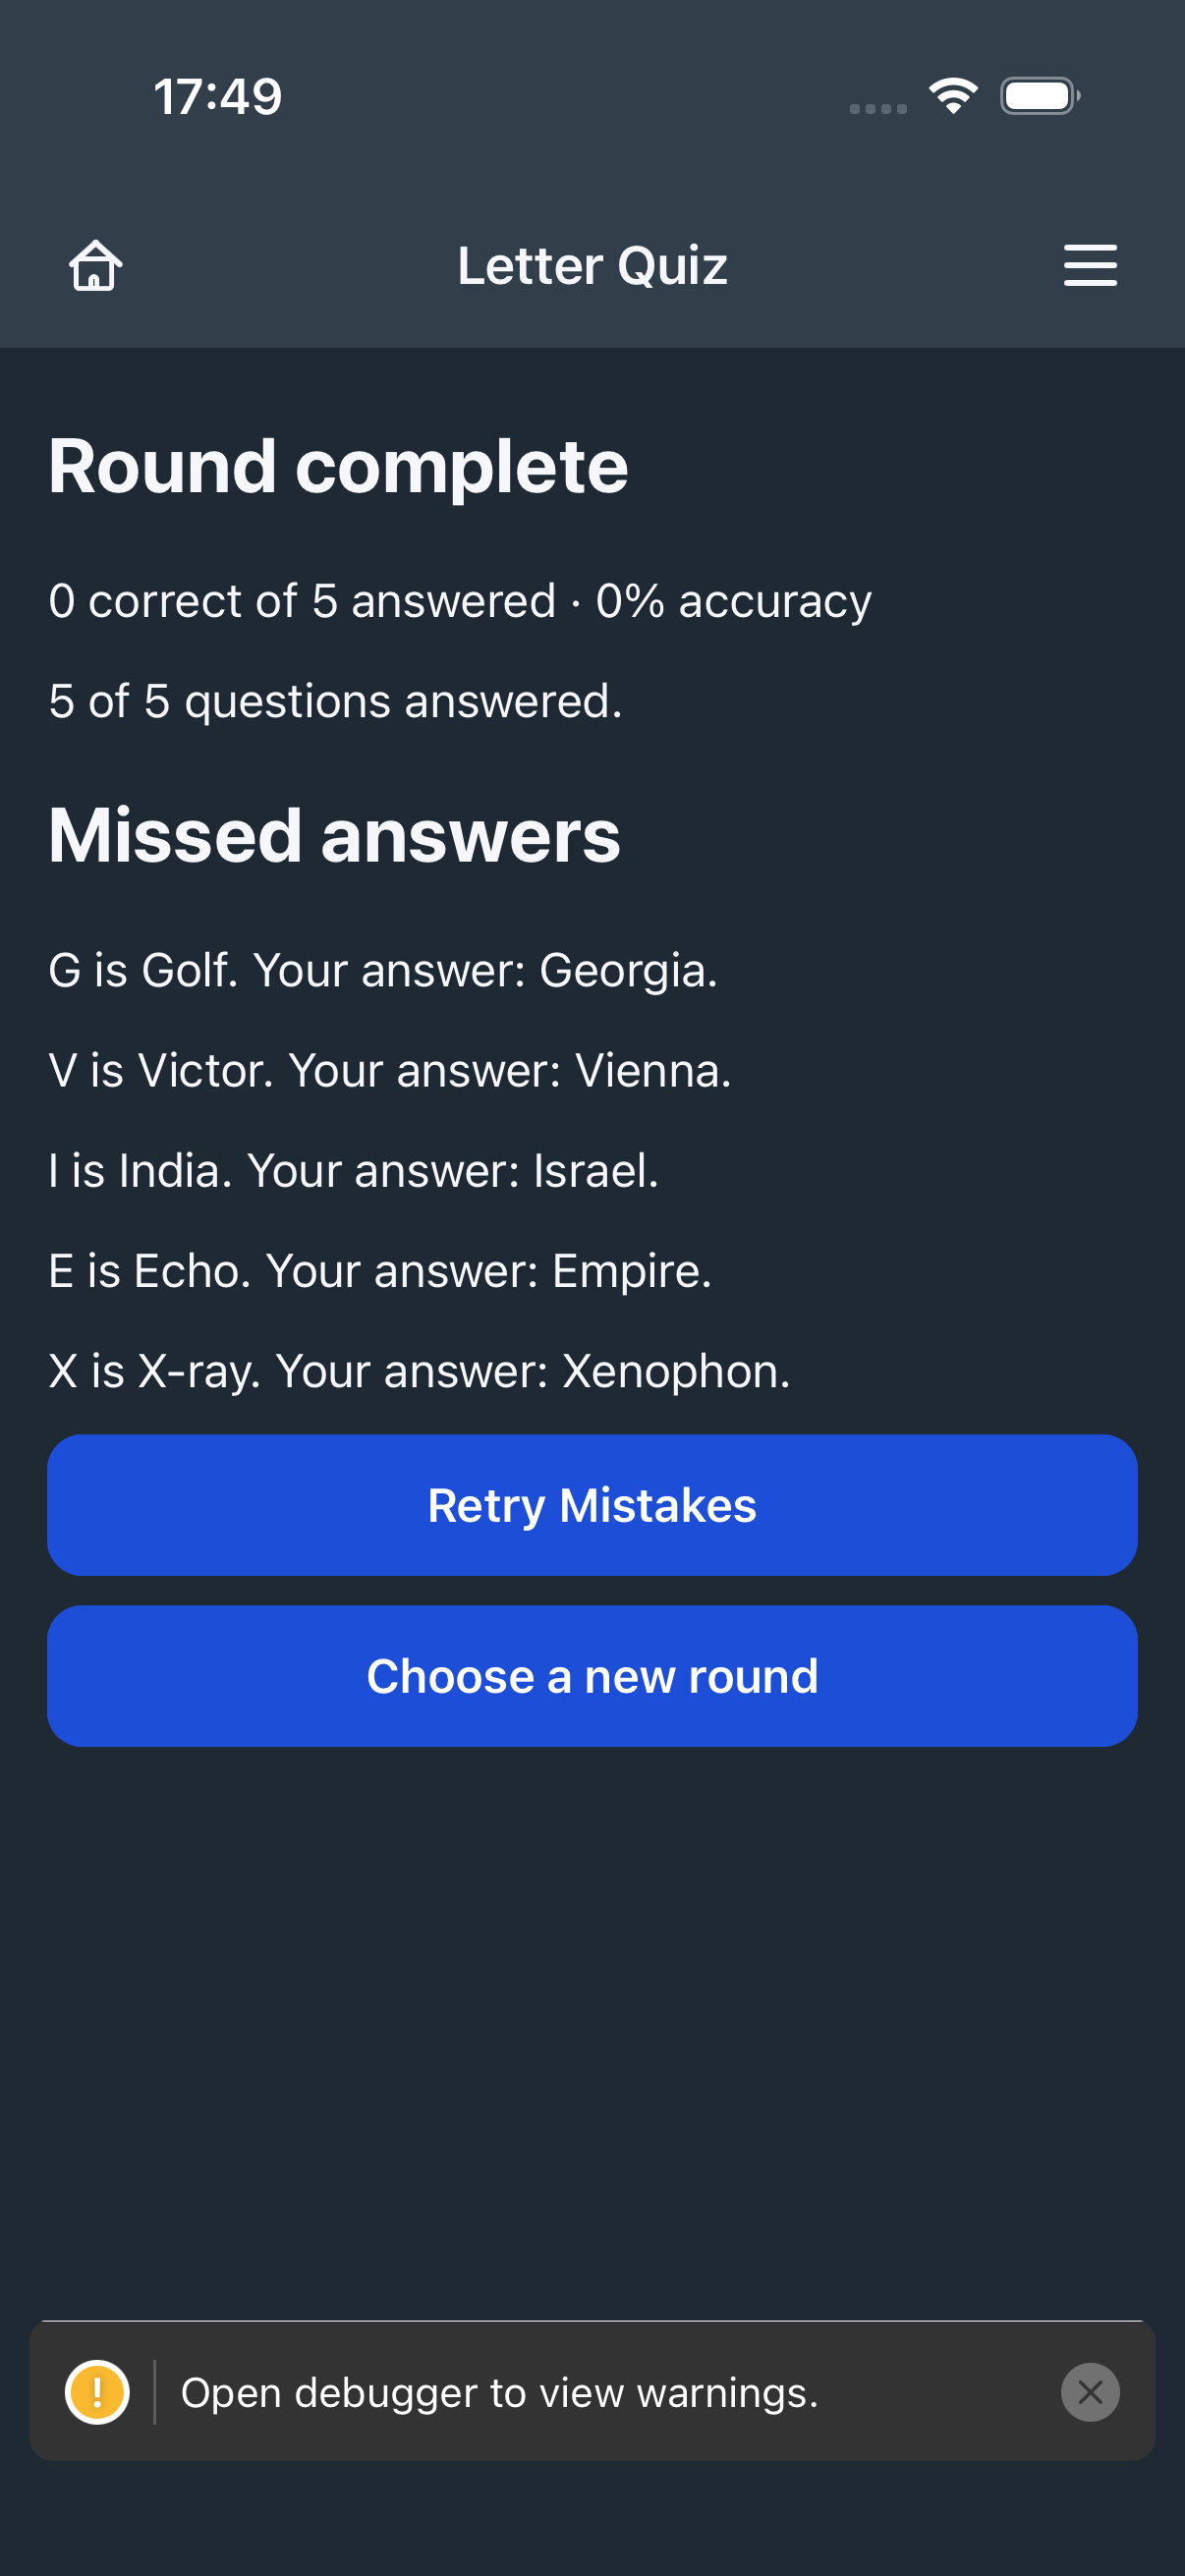 17:49
Letter Quiz
Round complete
0 correct of 5 answered · 0% accuracy
5 of 5 questions answered.
Missed answers
G is Golf. Your answer: Georgia.
V is Victor. Your answer: Vienna.
I is India. Your answer: Israel.
E is Echo. Your answer: Empire.
X is X-ray. Your answer: Xenophon.
Retry Mistakes
Choose a new round
! Open debugger to view warnings.